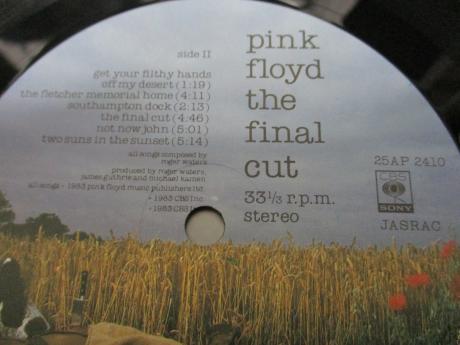 side II
get your filthy hands
off my desert (1:19)
the fletcher memorial home (4:11)
southampton dock (2:13)
the final cut (4:46)
not now john (5:01)
two suns in the sunset (5:14)
all songs composed by
roger waters
produced by roger waters,
james guthrie and michael kamen
all songs - 1983 pink floyd music publishers ltd.
• 1983 CBS Inc.
• 1983 CBS Inc.
pink
floyd
the
final
cut
33 1/3 r.p.m.
stereo
25AP 2410
CBS
SONY
JASRAC